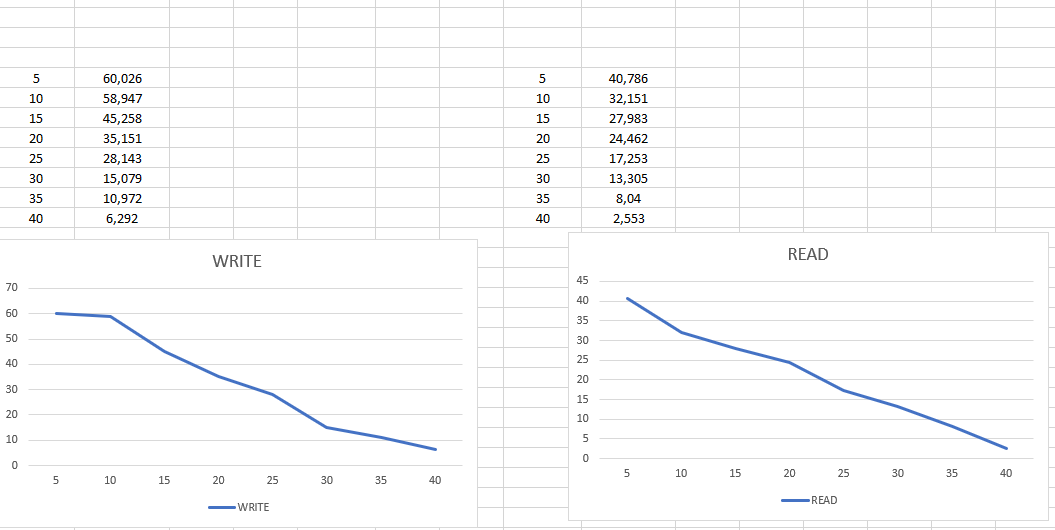 5 60,026 5 40,786
10 58,947 10 32,151
15 45,258 15 27,983
20 35,151 20 24,462
25 28,143 25 17,253
30 15,079 30 13,305
35 10,972 35 8,04
40 6,292 40 2,553
WRITE
70
60
50
40
30
20
10
0
5 10 15 20 25 30 35 40
WRITE
READ
45
40
35
30
25
20
15
10
5
0
5 10 15 20 25 30 35 40
READ